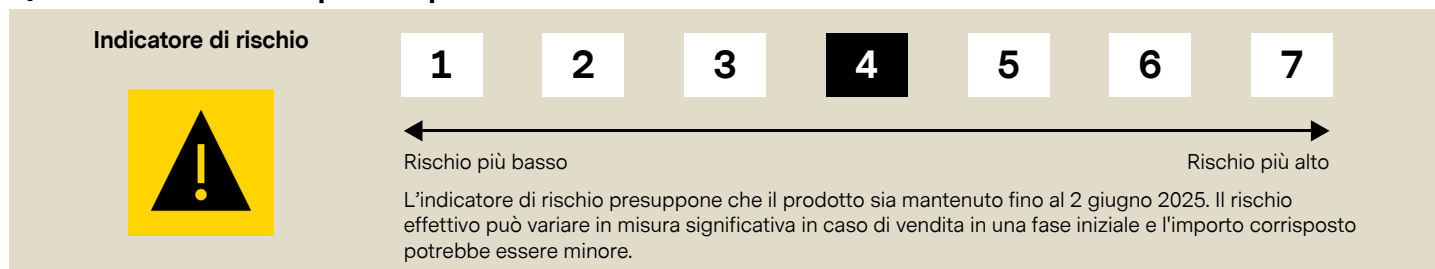 Indicatore di rischio
1 2 3 4 5 6 7
Rischio più basso Rischio più alto
L'indicatore di rischio presuppone che il prodotto sia mantenuto fino al 2 giugno 2025. Il rischio
effettivo può variare in misura significativa in caso di vendita in una fase iniziale e l'importo corrisposto
potrebbe essere minore.